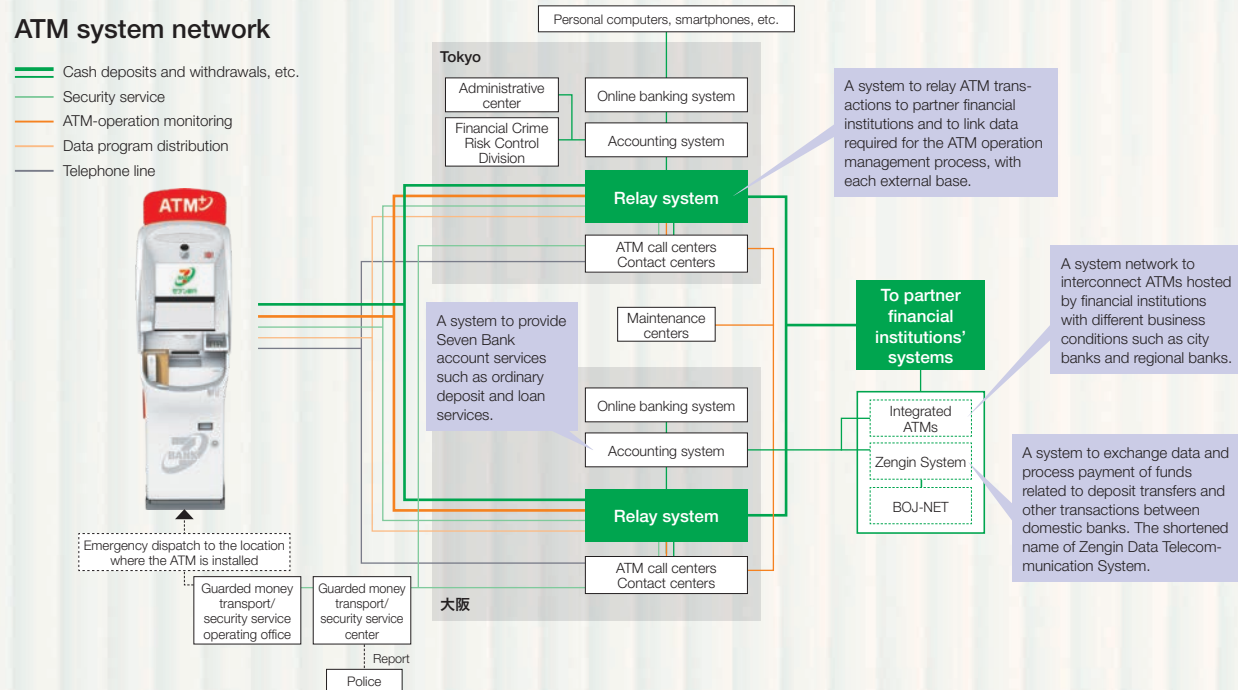 ATM system network
Cash deposits and withdrawals, etc.
Security service
ATM-operation monitoring
Data program distribution
Telephone line
Personal computers, smartphones, etc.
Tokyo
Administrative
center
Online banking system
Financial Crime
Risk Control
Division
Accounting system
Relay system
ATM call centers
Contact centers
A system to relay ATM trans-
actions to partner financial
institutions and to link data
required for the ATM operation
management process, with
each external base.
ATM
BANK
Maintenance
centers
A system to provide
Seven Bank
account services
such as ordinary
deposit and loan
services.
To partner
financial
institutions'
systems
A system network to
interconnect ATMs hosted
by financial institutions
with different business
conditions such as city
banks and regional banks.
Online banking system
Accounting system
Relay system
ATM call centers
Contact centers
大阪
Integrated
ATMs
Zengin System
BOJ-NET
A system to exchange data and
process payment of funds
related to deposit transfers and
other transactions between
domestic banks. The shortened
name of Zengin Data Telecom-
munication System.
Emergency dispatch to the location
where the ATM is installed
Guarded money
transport/
security service
operating office
Guarded money
transport/
security service
center
Report
Police